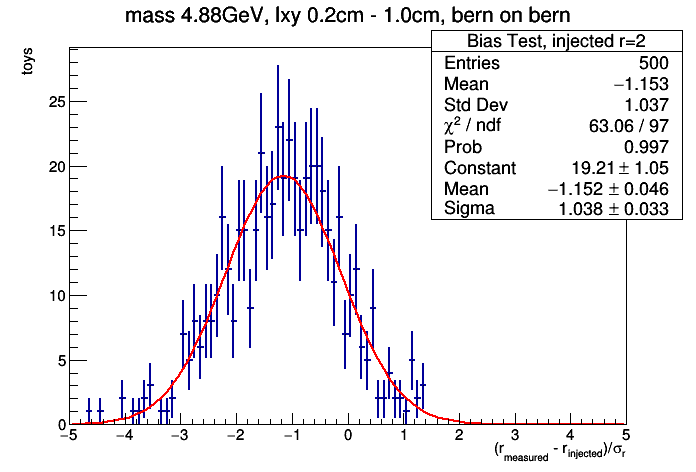 mass 4.88GeV, lxy 0.2cm - 1.0cm, bern on bern
Bias Test, injected r=2
Entries 500
Mean −1.153
Std Dev 1.037
χ² / ndf 63.06 / 97
Prob 0.997
Constant 19.21 ± 1.05
Mean −1.152 ± 0.046
Sigma 1.038 ± 0.033
toys
25
20
15
10
5
0
−5 −4 −3 −2 −1 0 1 2 3 4 5
(r_measured - r_injected)/σ_r